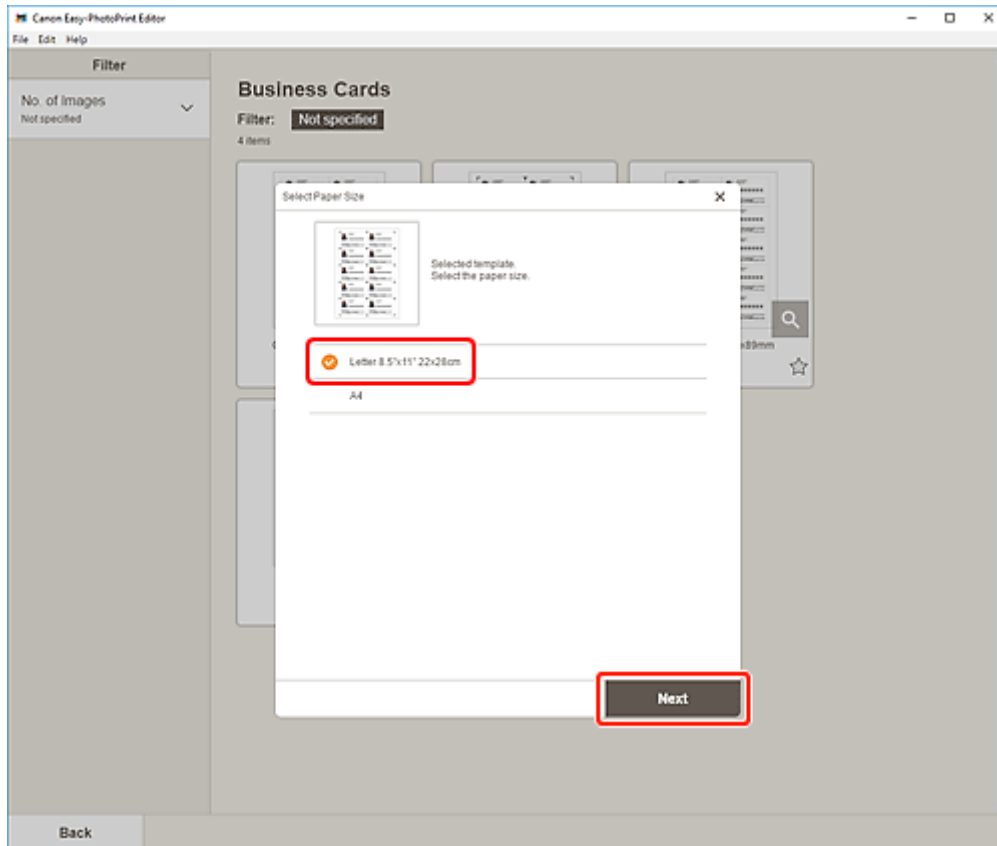 Canon Easy-PhotoPrint Editor
File Edit Help
Filter
No. of Images
Not specified
Business Cards
Filter: Not specified
4 items
Select Paper Size
Selected template.
Select the paper size.
Letter 8.5"x11" 22x28cm
A4
x89mm
Next
Back